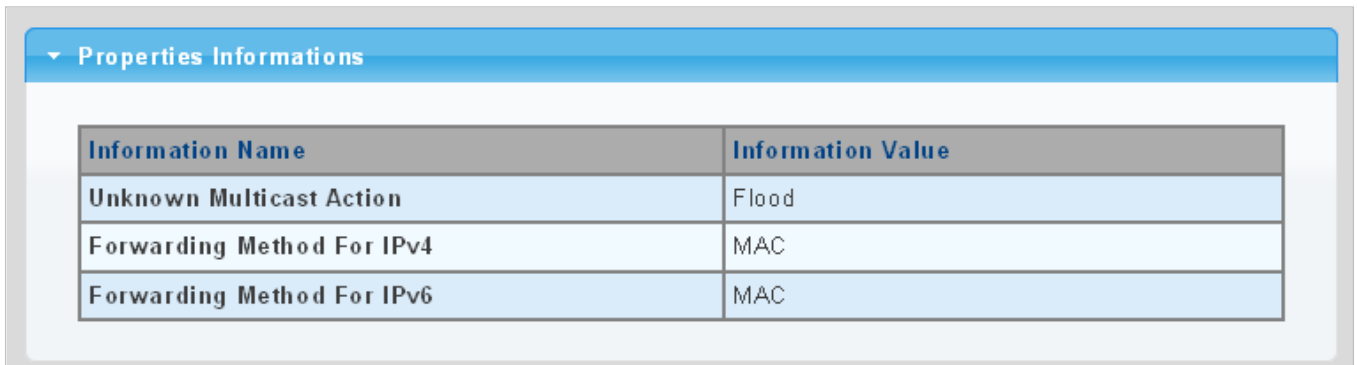 Properties Informations
Information Name Information Value
Unknown Multicast Action Flood
Forwarding Method For IPv4 MAC
Forwarding Method For IPv6 MAC